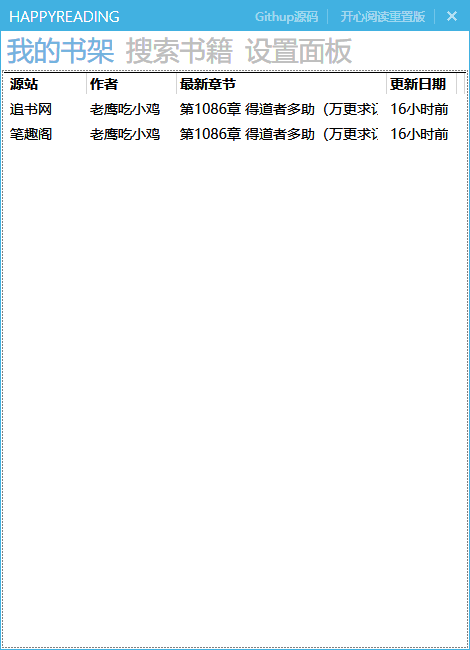 HAPPYREADING Githup源码 开心阅读重置版
我的书架 搜索书籍 设置面板
源站 作者 最新章节 更新日期
追书网 老鹰吃小鸡 第1086章 得道者多助（万更求 16小时前
笔趣阁 老鹰吃小鸡 第1086章 得道者多助（万更求 16小时前